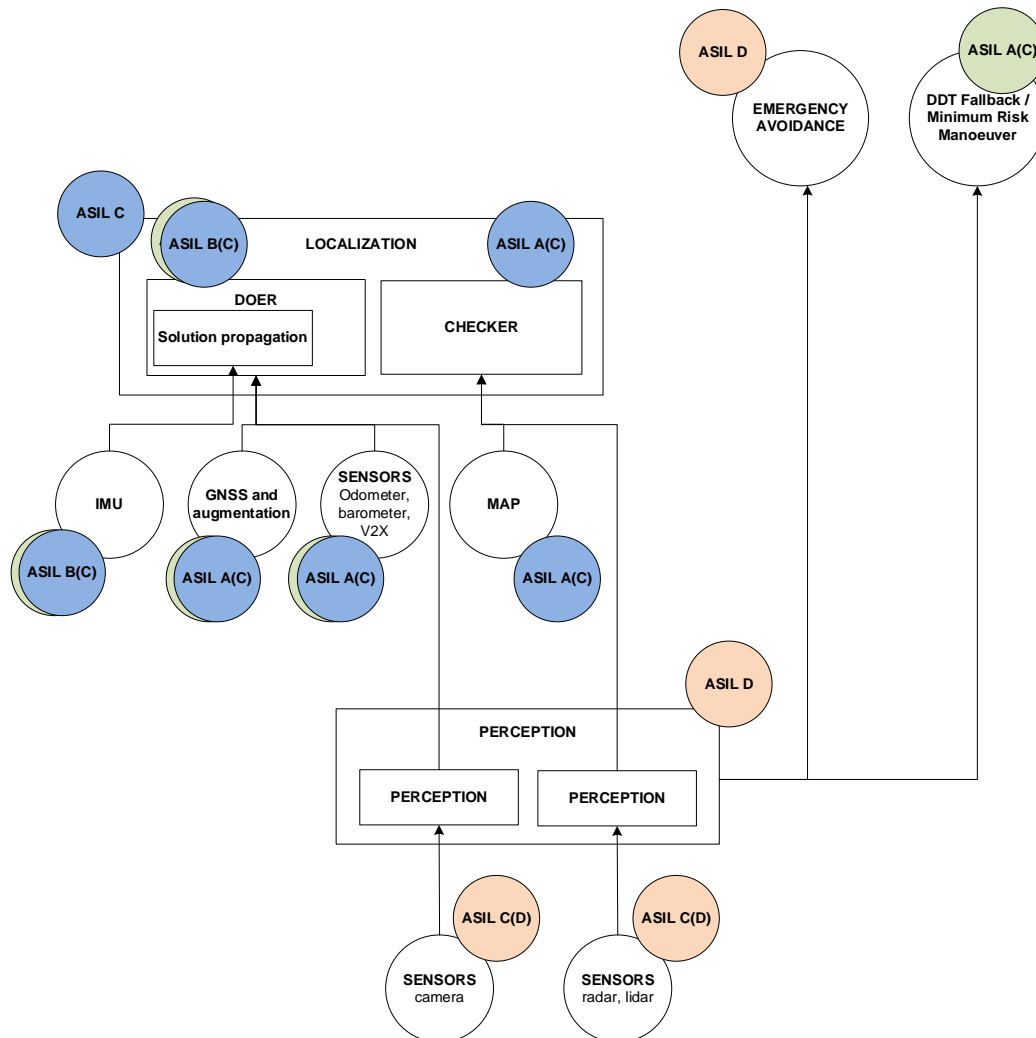 ASIL D
ASIL A(C)
EMERGENCY
AVOIDANCE
DDT Fallback /
Minimum Risk
Manoeuver
ASIL C
ASIL B(C)
LOCALIZATION
ASIL A(C)
DOER
Solution propagation
CHECKER
IMU
GNSS and
augmentation
SENSORS
Odometer,
barometer,
V2X
MAP
ASIL B(C)
ASIL A(C)
ASIL A(C)
ASIL A(C)
ASIL D
PERCEPTION
PERCEPTION
PERCEPTION
ASIL C(D)
ASIL C(D)
SENSORS
camera
SENSORS
radar, lidar